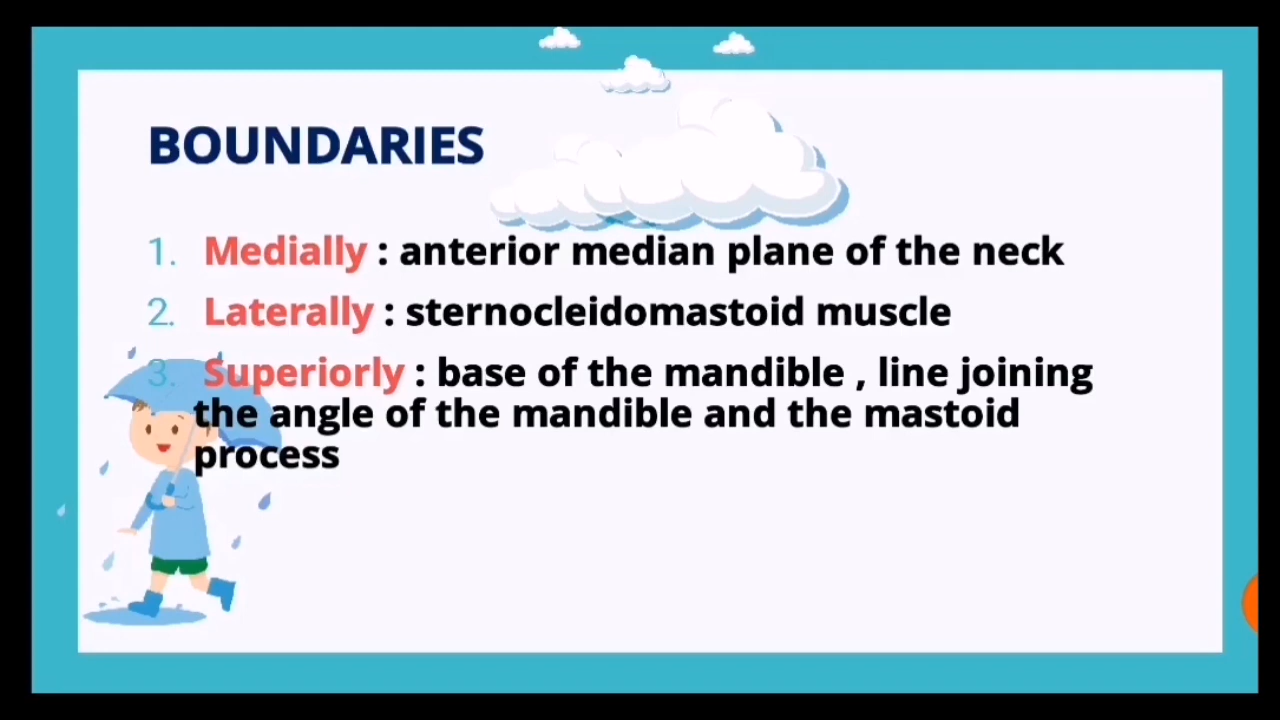 BOUNDARIES
1. Medially : anterior median plane of the neck
2. Laterally : sternocleidomastoid muscle
3. Superiorly : base of the mandible , line joining
the angle of the mandible and the mastoid
process